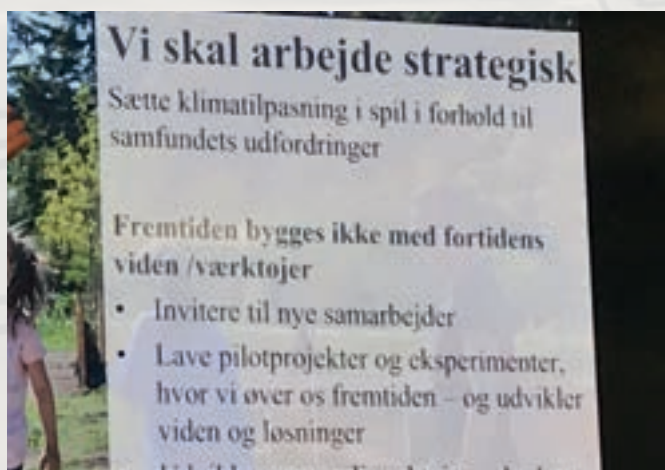 Vi skal arbejde strategisk
Sætte klimatilpasning i spil i forhold til
samfundets udfordringer
Fremtiden bygges ikke med fortidens
viden /værktøjer
• Invitere til nye samarbejder
• Lave pilotprojekter og eksperimenter,
hvor vi øver os fremtiden – og udvikler
viden og løsninger